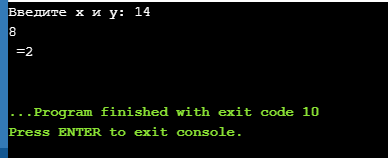 Введите x и y: 14
8
=2
...Program finished with exit code 10
Press ENTER to exit console.